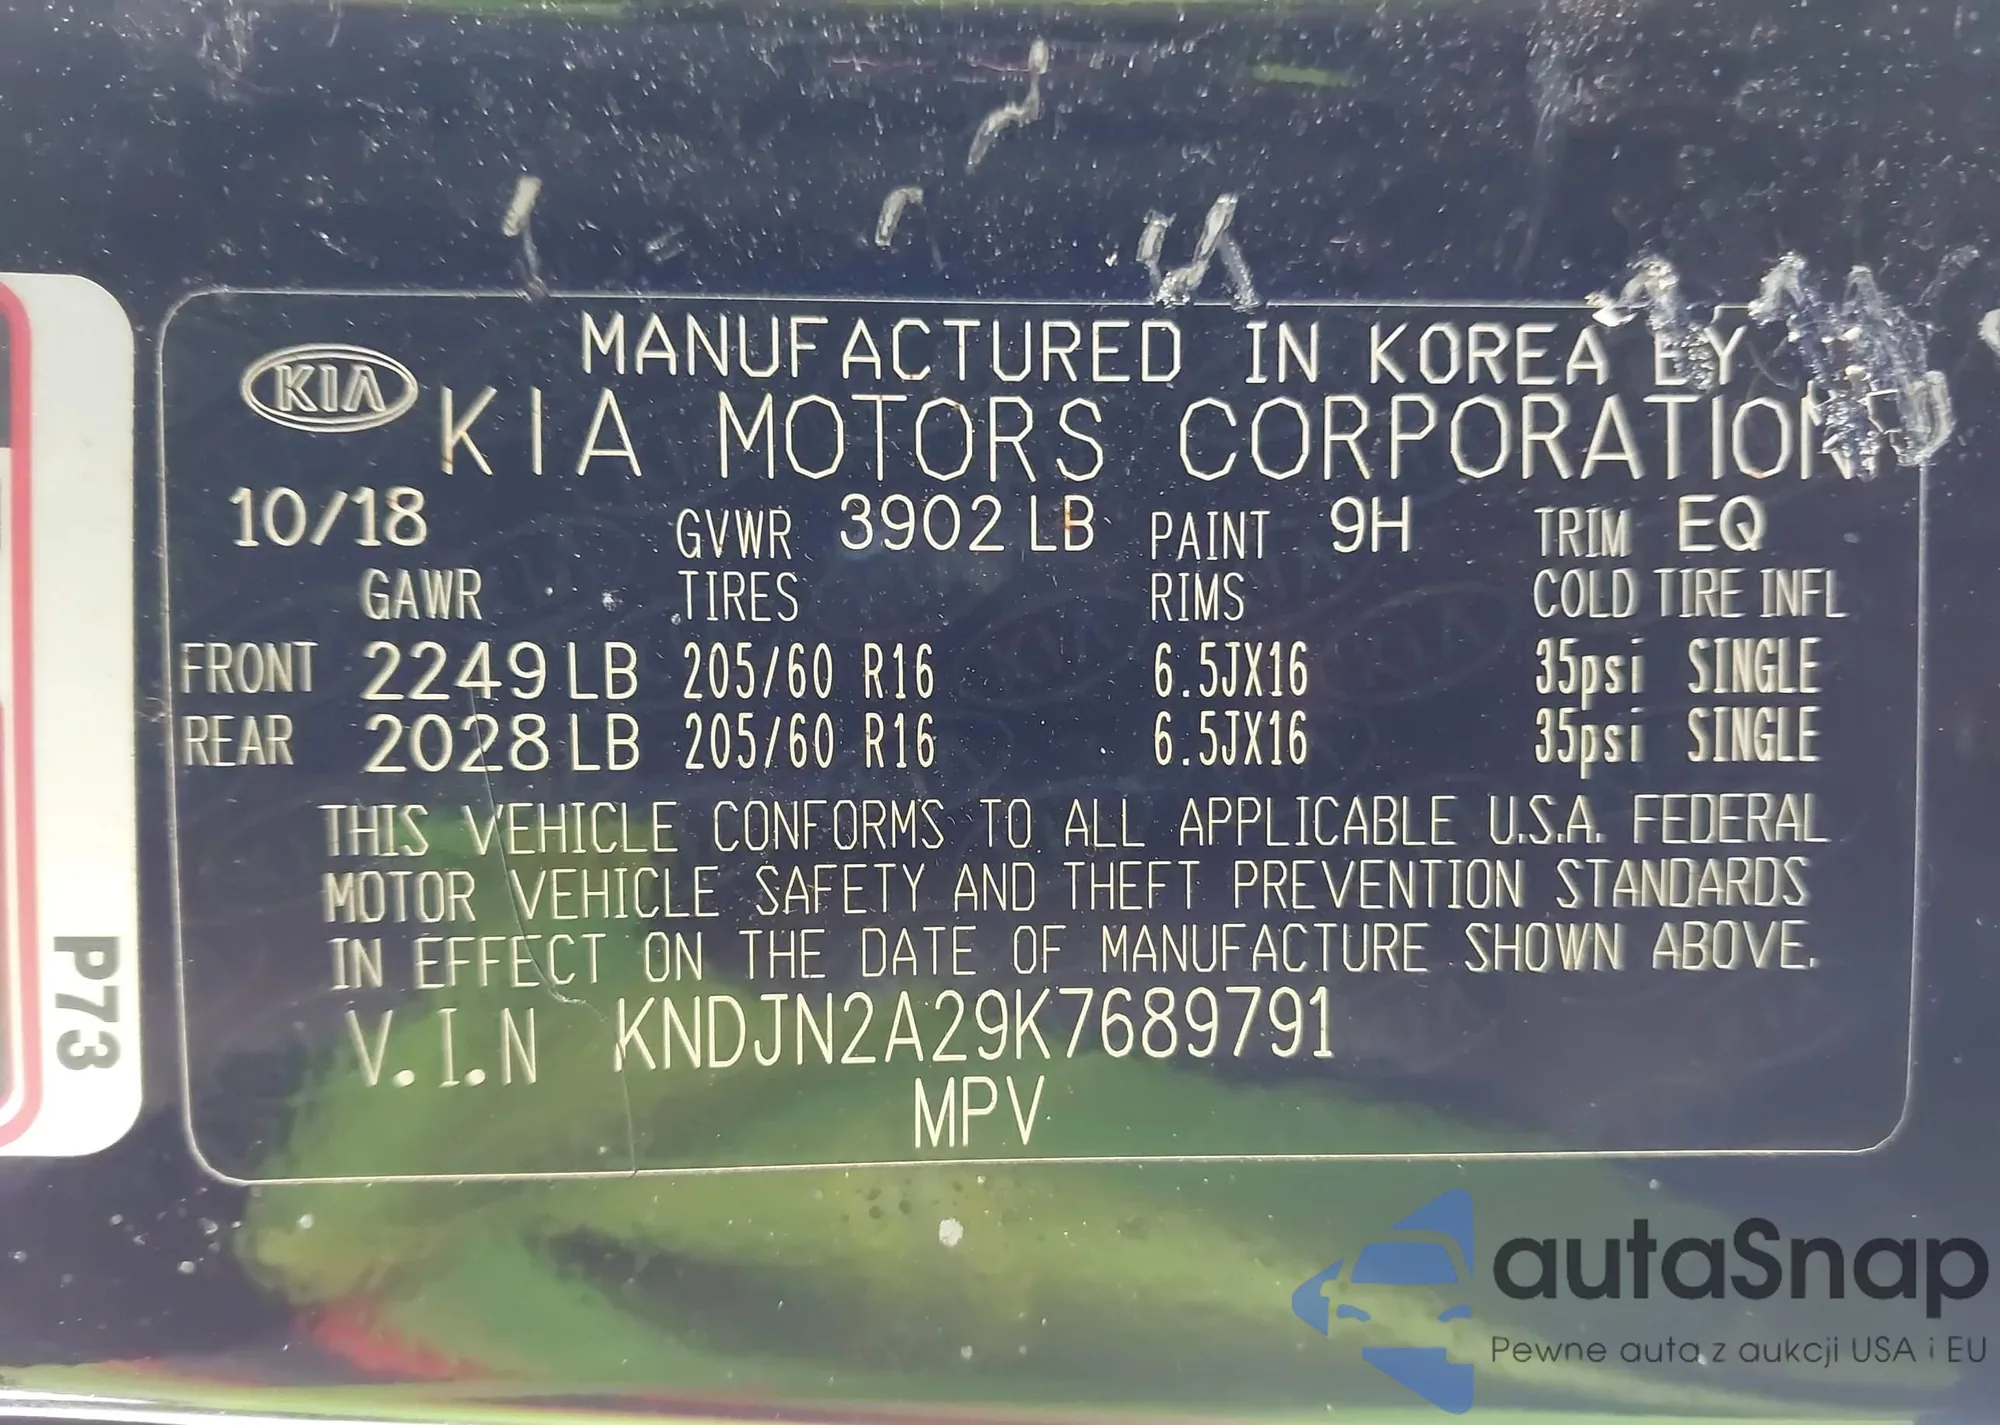 MANUFACTURED IN KOREA BY
KIA KIA MOTORS CORPORATION
10/18 GVWR 3902 LB PAINT 9H TRIM EQ
GAWR TIRES RIMS COLD TIRE INFL
FRONT 2249 LB 205/60 R16 6.5JX16 35psi SINGLE
REAR 2028 LB 205/60 R16 6.5JX16 35psi SINGLE
THIS VEHICLE CONFORMS TO ALL APPLICABLE U.S.A. FEDERAL
MOTOR VEHICLE SAFETY AND THEFT PREVENTION STANDARDS
IN EFFECT ON THE DATE OF MANUFACTURE SHOWN ABOVE.
V.I.N KNDJN2A29K7689791
MPV
P73
autaSnap
Pewne auta z aukcji USA i EU